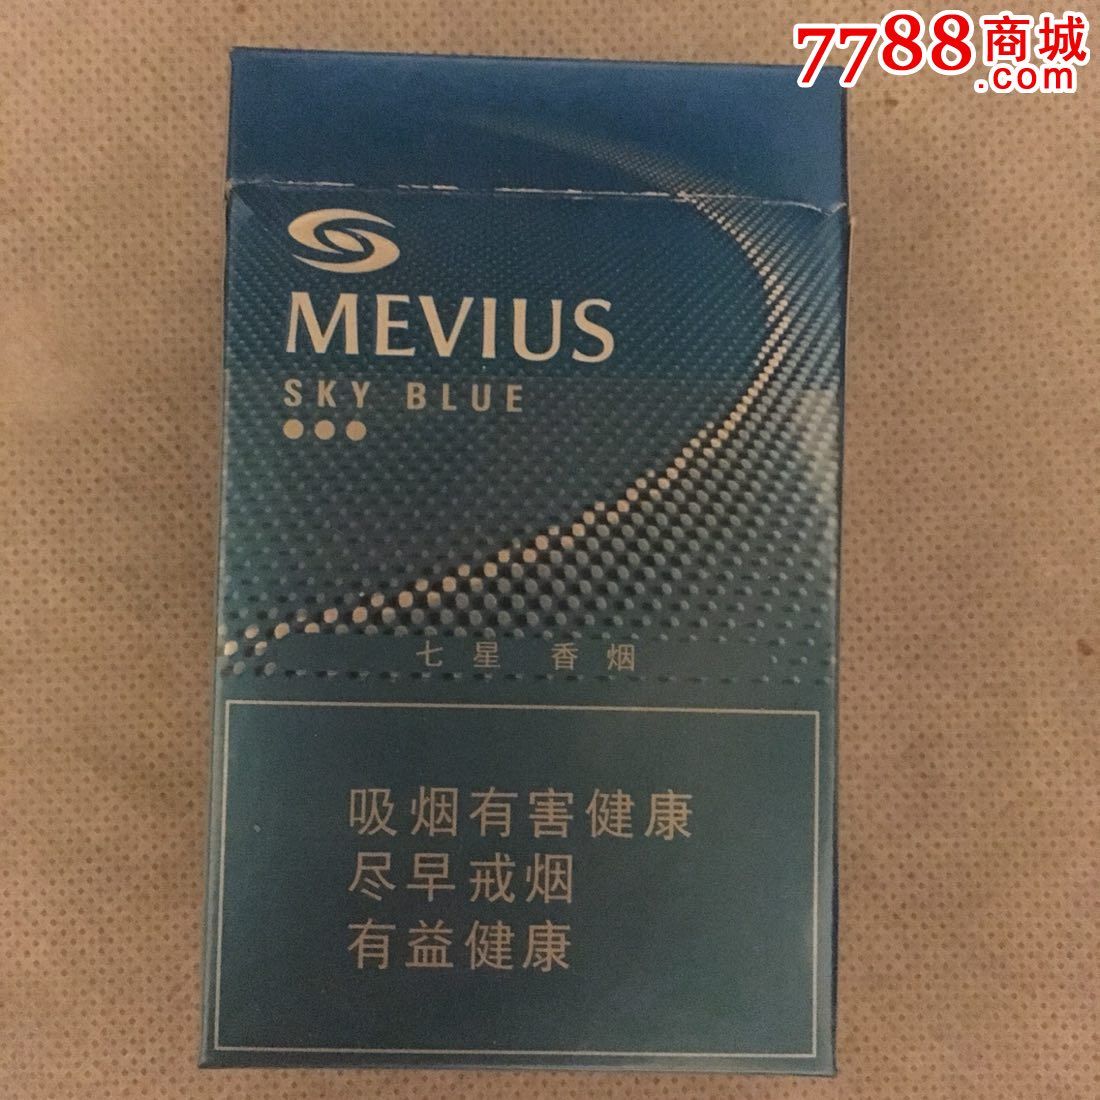 7788商城
.com
MEVIUS
SKY BLUE
七星 香烟
吸烟有害健康
尽早戒烟
有益健康